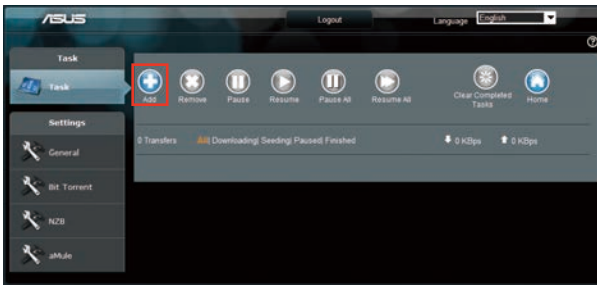 ASUS
Logout
Language English
Task
Task
Add Remove Pause Resume Pause All Resume All Clear Completed Tasks Home
0 Transfers All| Downloading| Seeding| Paused| Finished 0 KBps 0 KBps
Settings
General
Bit Torrent
NZB
aMule